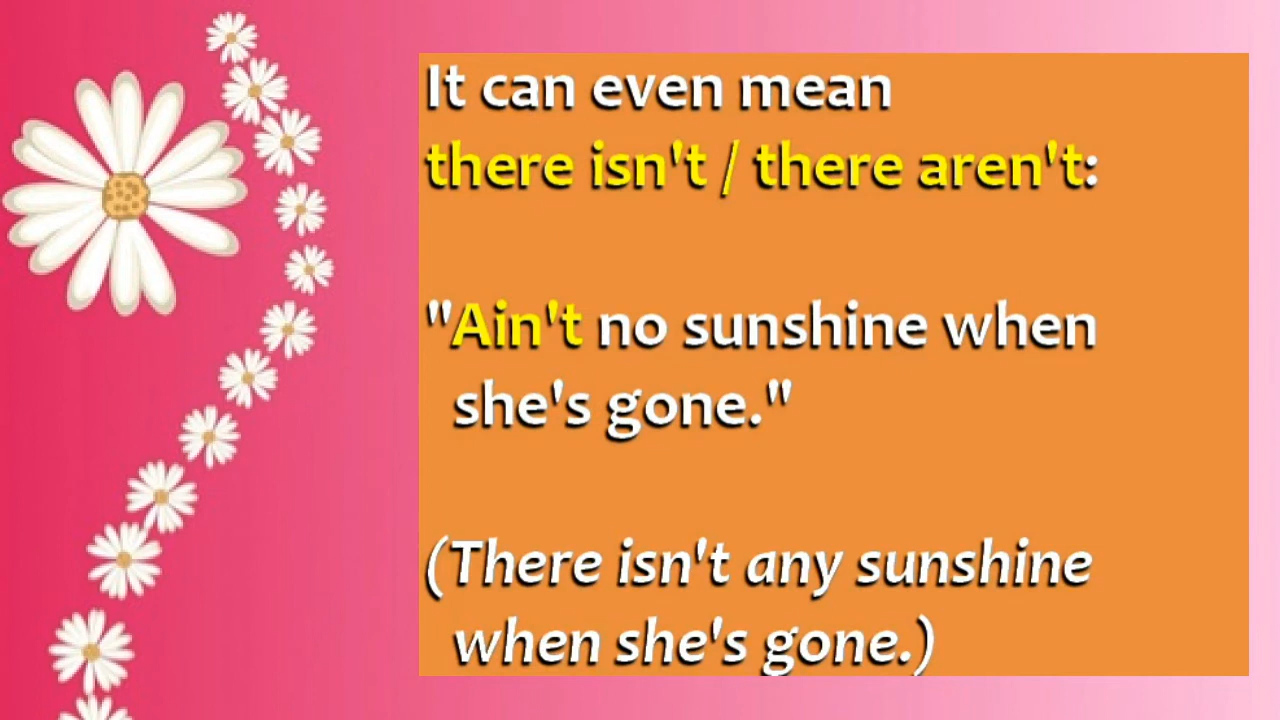 It can even mean
there isn't / there aren't:
"Ain't no sunshine when
she's gone."
(There isn't any sunshine
when she's gone.)